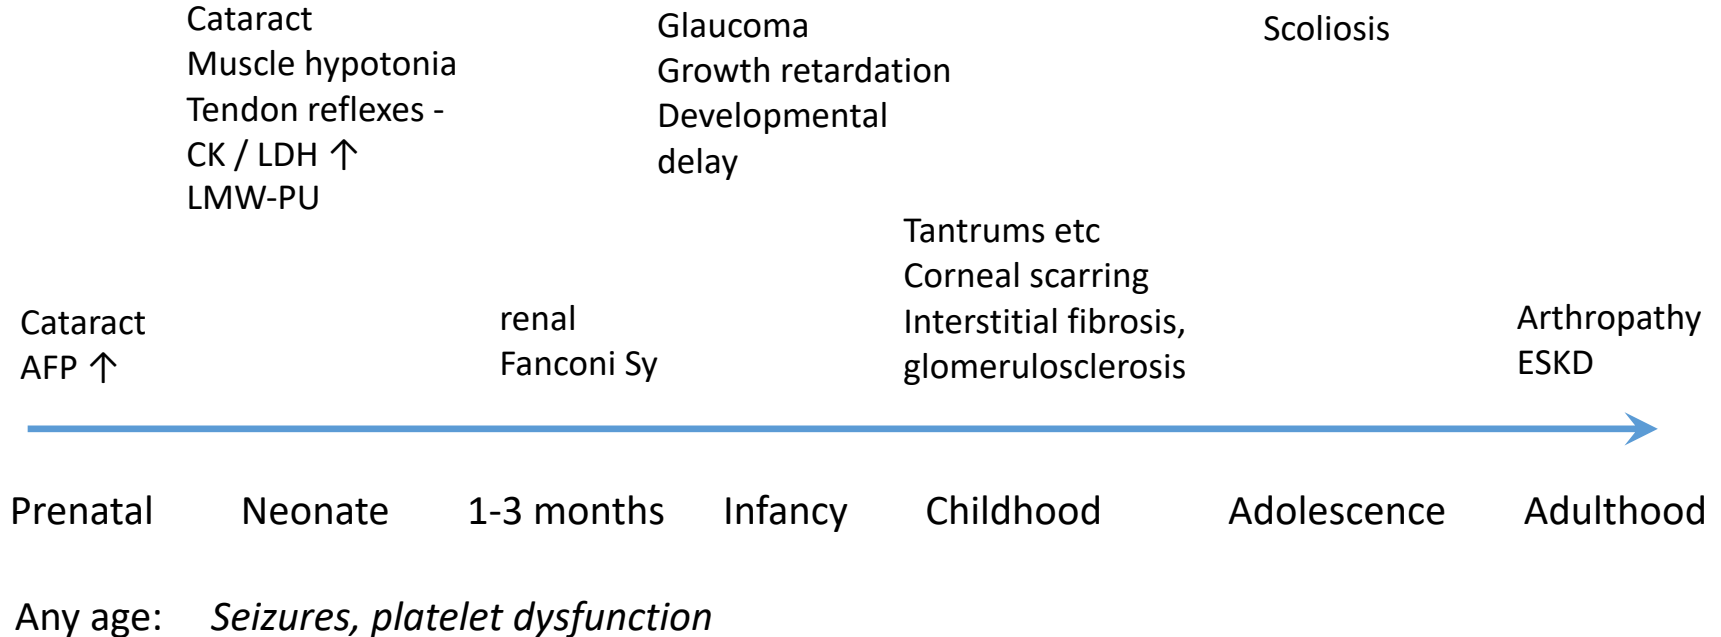 Cataract
Muscle hypotonia
Tendon reflexes -
CK / LDH ↑
LMW-PU
Glaucoma
Growth retardation
Developmental
delay
Scoliosis
Cataract
AFP ↑
renal
Fanconi Sy
Tantrums etc
Corneal scarring
Interstitial fibrosis,
glomerulosclerosis
Arthropathy
ESKD
Prenatal Neonate 1-3 months Infancy Childhood Adolescence Adulthood
Any age: Seizures, platelet dysfunction